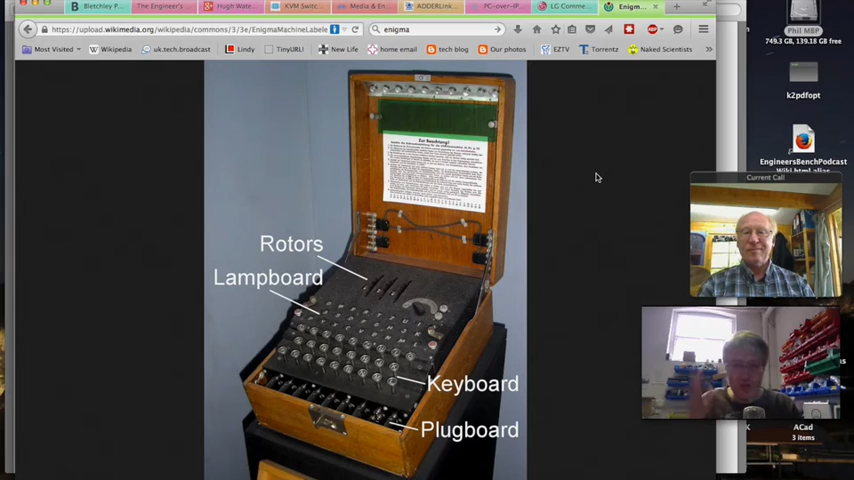 Bletchley P
The Engineer's
Hugh Wate
KVM Switc
Media & En
ADDERLink
PC-over-IP
LG Comme
Enigm
https://upload.wikimedia.org/wikipedia/commons/3/3e/EnigmaMachineLabele
enigma
Most Visited
Wikipedia
uk.tech.broadcast
Lindy
TinyURL!
New Life
home email
tech blog
Our photos
EZTV
Torrentz
Naked Scientists
Phil MBP
749.3 GB, 139.18 GB free
k2pdfopt
EngineersBenchPodcast
Wiki.html alias
Current Call
Zur Beachtung!
Rotors
Lampboard
Keyboard
Plugboard
ACad
3 items